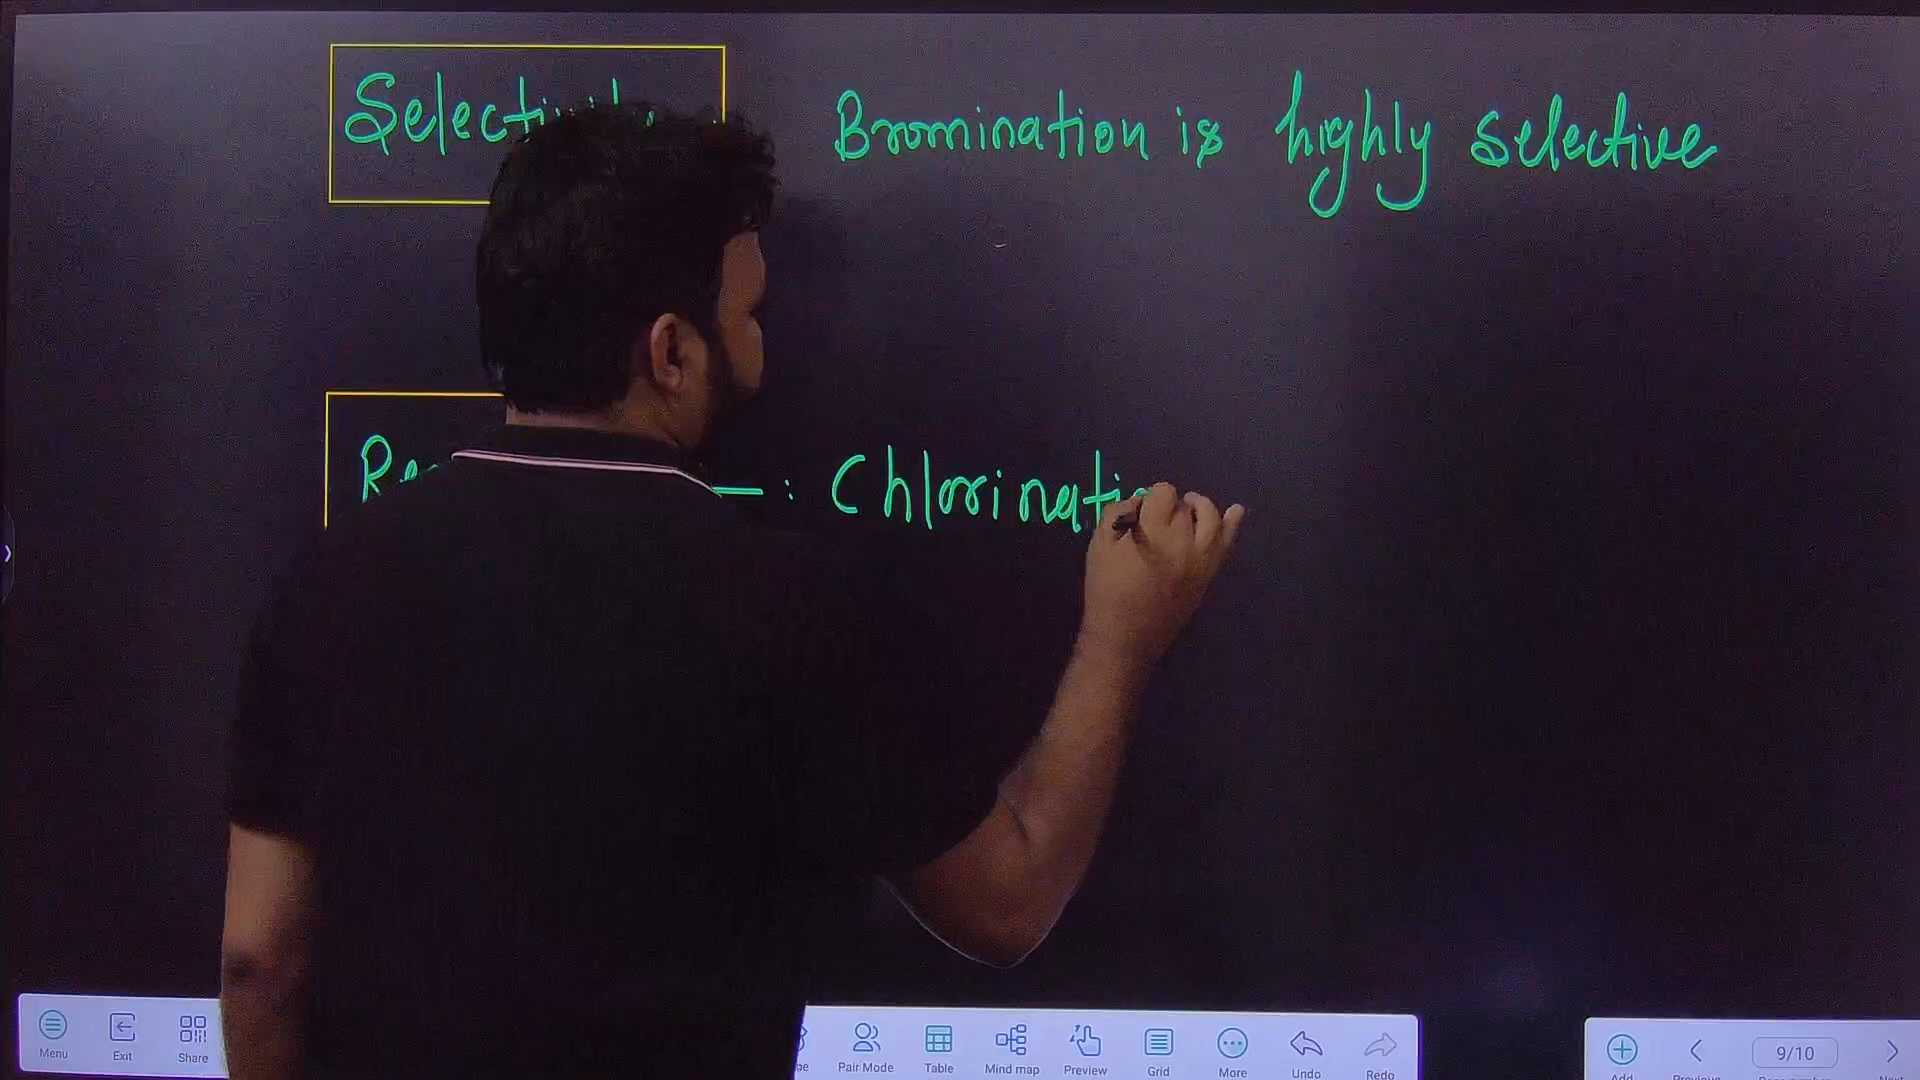 Bromination is highly selective
: Chlorinati
Menu
Exit
Share
Pair Mode
Table
Mind map
Preview
Grid
More
Undo
Redo
9/10
Add